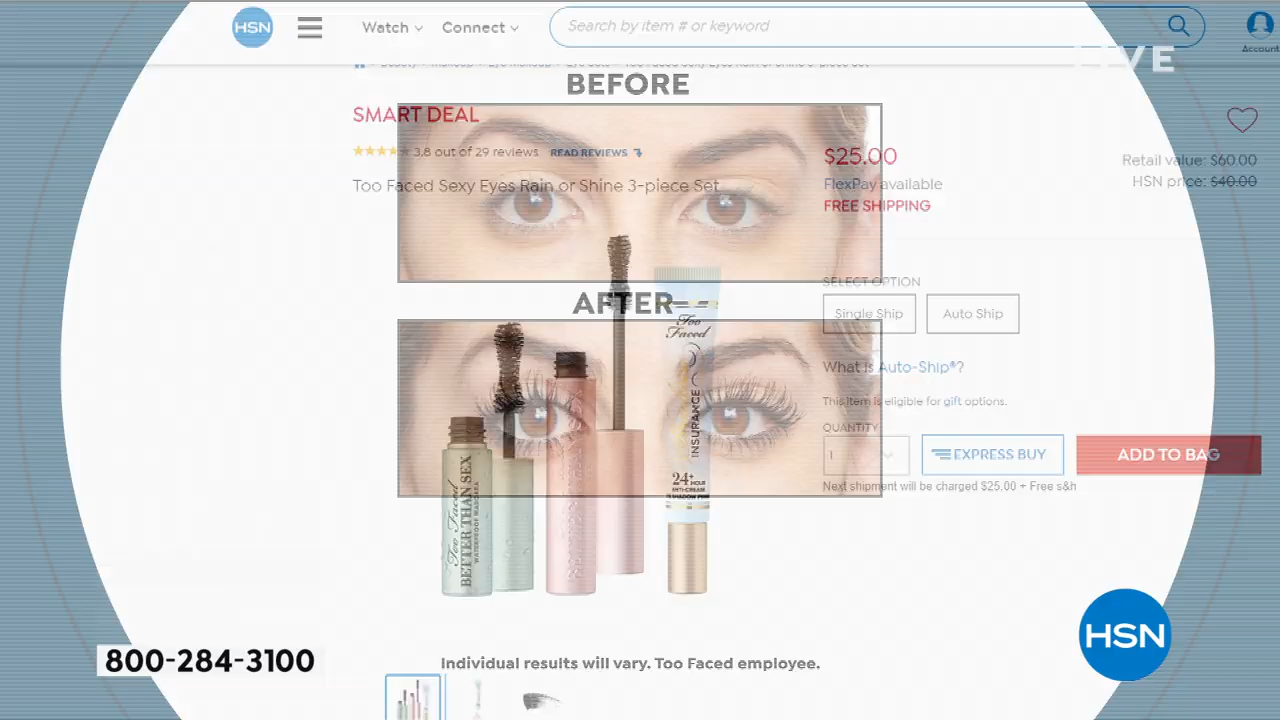 HSN
Watch
Connect
Search by item # or keyword
Account
LIVE
BEFORE
SMART DEAL
3.8 out of 29 reviews READ REVIEWS
Too Faced Sexy Eyes Rain or Shine 3-piece Set
$25.00
Retail value: $60.00
FlexPay available
HSN price: $40.00
FREE SHIPPING
SELECT OPTION
AFTER
Single Ship
Auto Ship
Too Faced
INSURANCE
24+ HOUR
What is Auto-Ship®?
This item is eligible for gift options.
QUANTITY
1
EXPRESS BUY
ADD TO BAG
Next shipment will be charged $25.00 + Free s&h
Too Faced
BETTER THAN SEX
WATERPROOF MASCARA
800-284-3100
HSN
Individual results will vary. Too Faced employee.